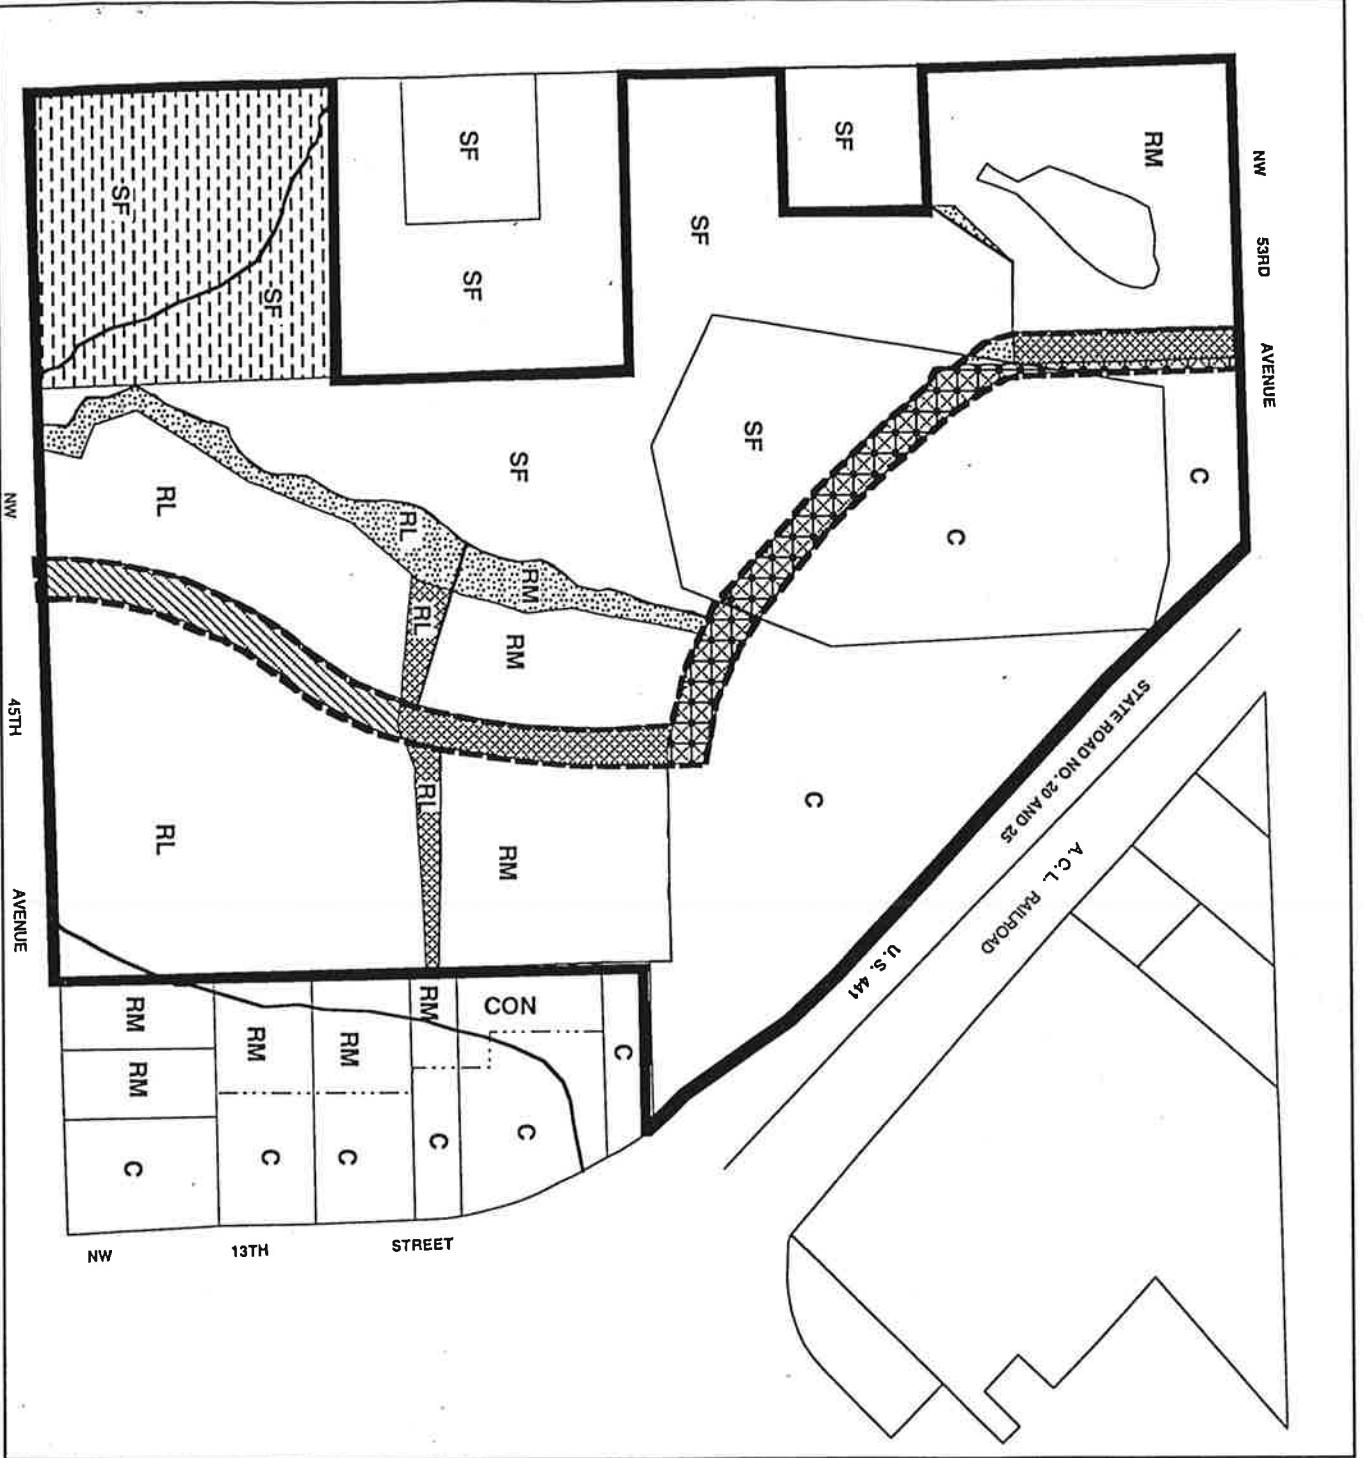 NW 53RD AVENUE
RM
SF
SF
SF
SF
SF
SF
SF
SF
C
C
C
STATE ROAD NO. 20 AND 25
A.C.L. RAILROAD
U.S. 441
RL
RM
RL
RM
RL
RL
RM
RL
NW 45TH AVENUE
RM
RM
C
RM
C
RM
C
RM
C
CON
C
C
NW 13TH STREET